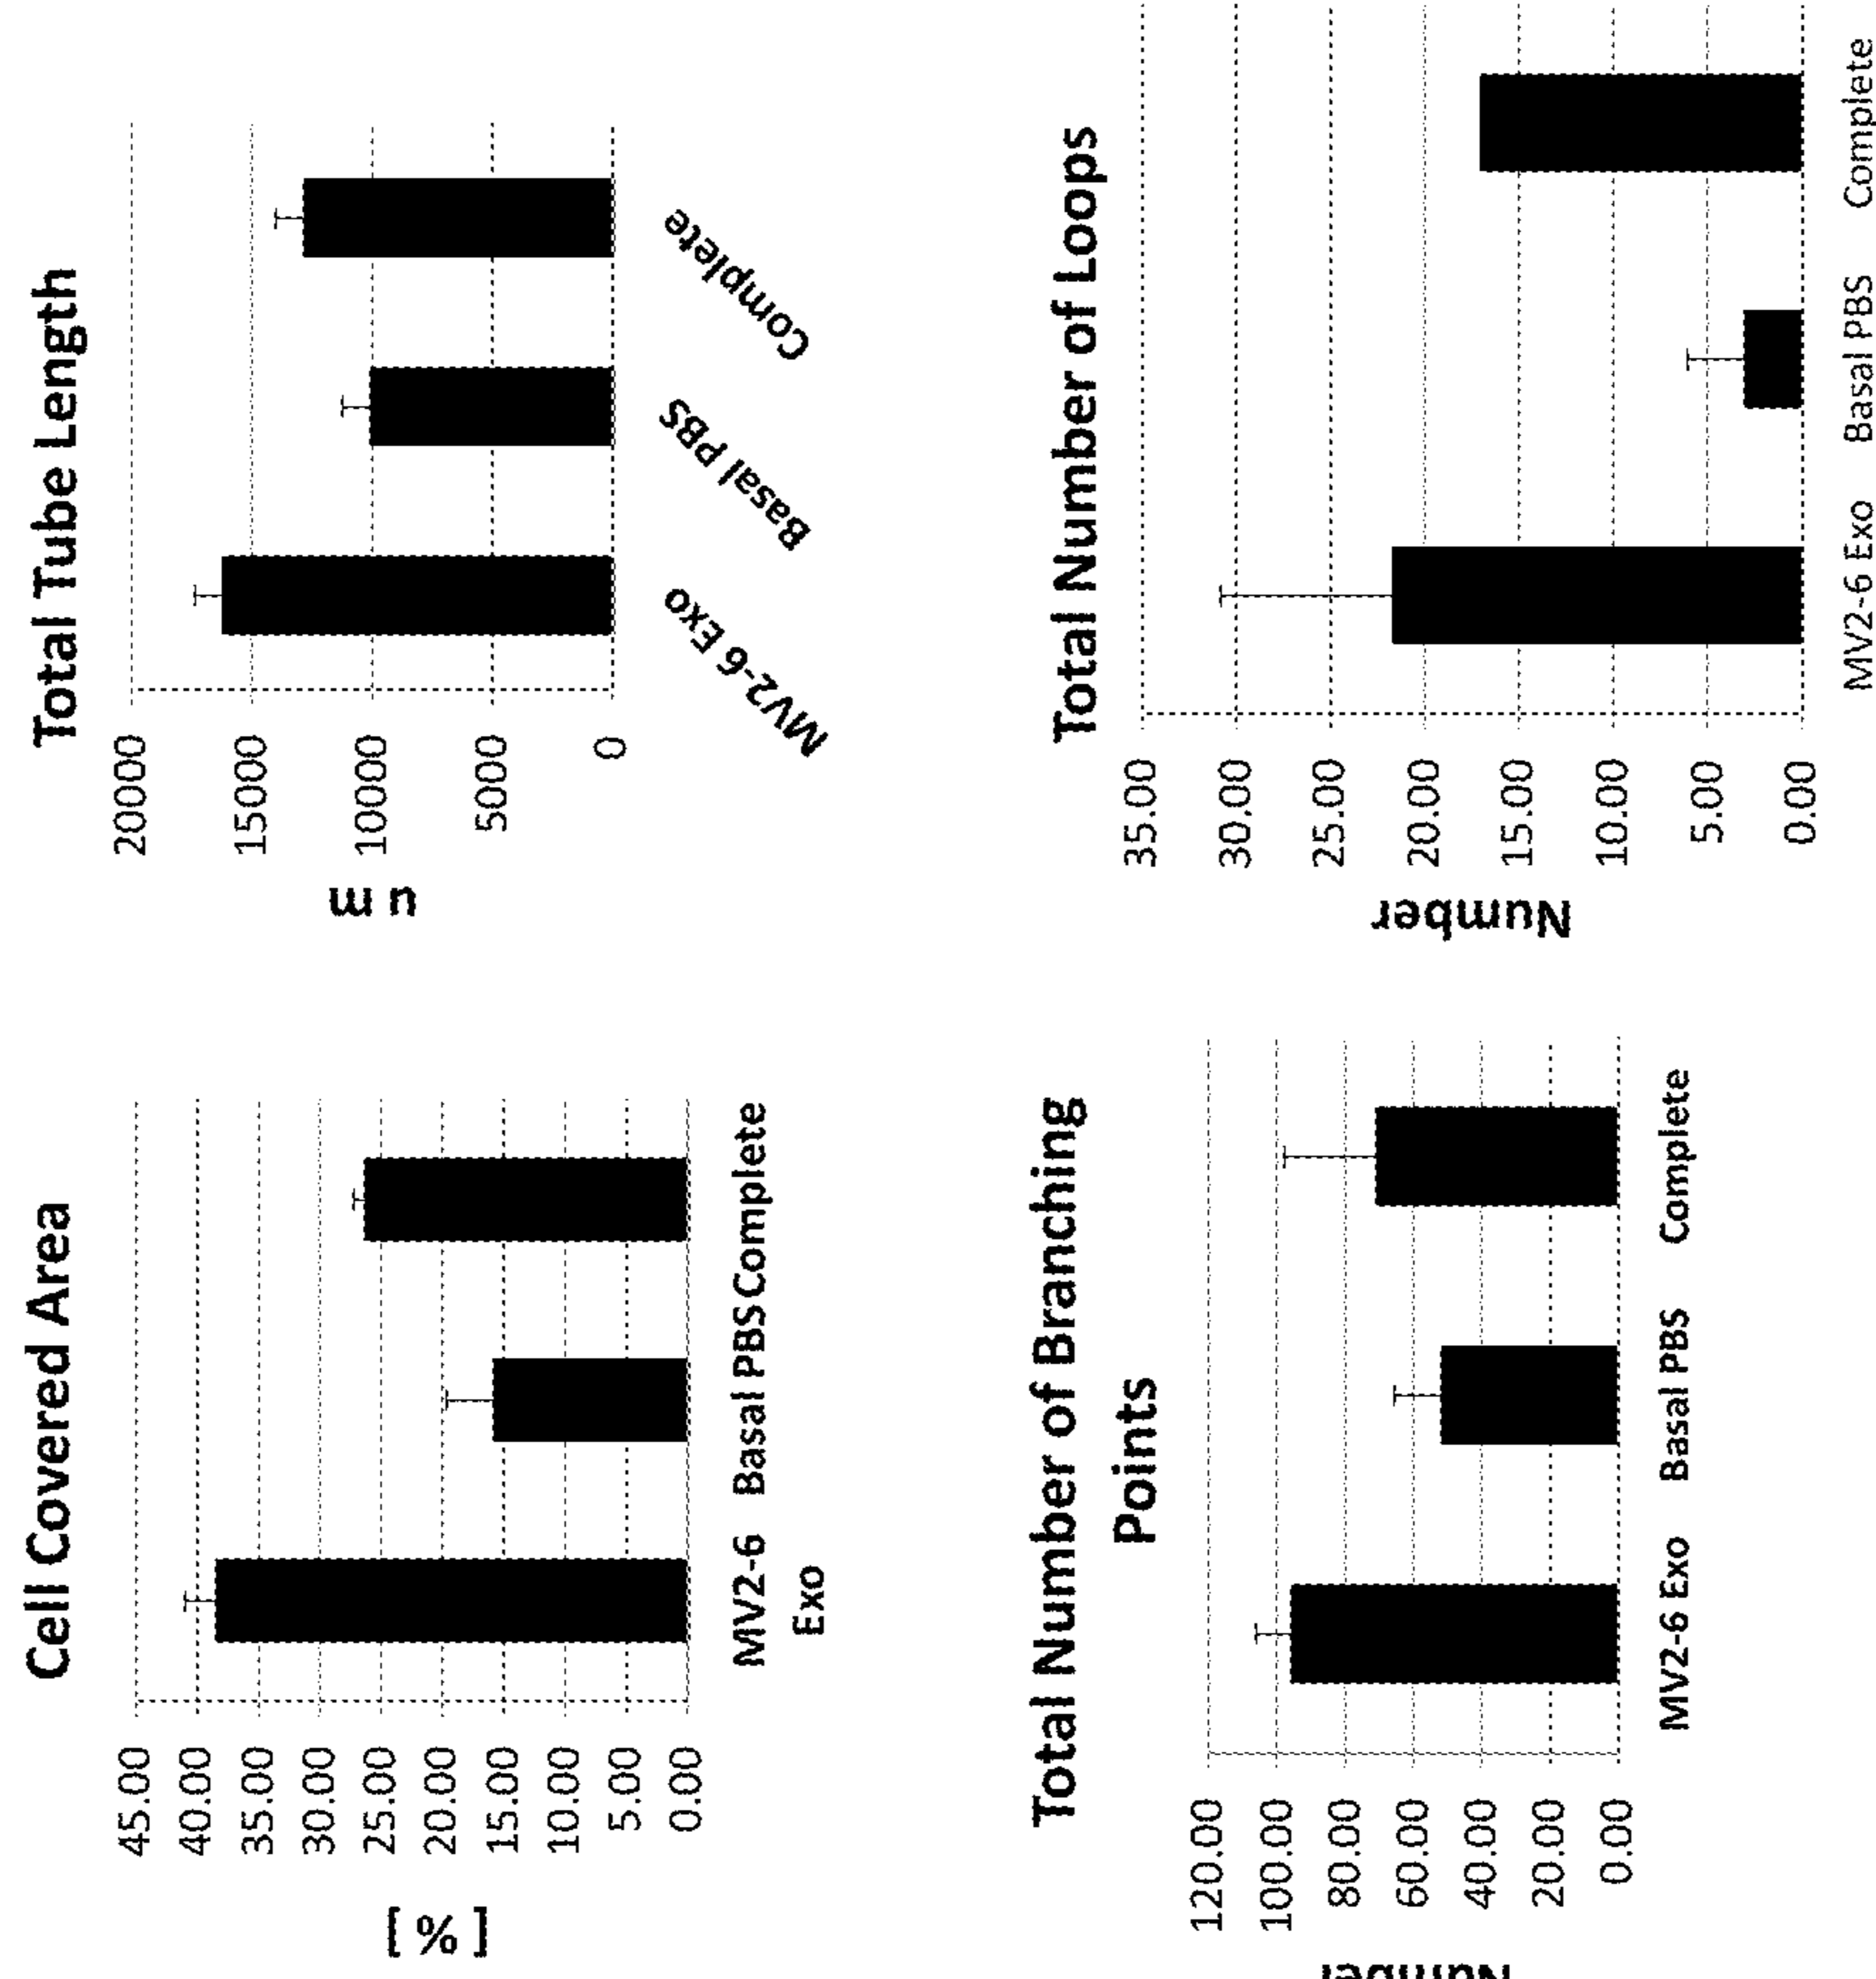 Cell Covered Area
[ % ]
45.00
40.00
35.00
30.00
25.00
20.00
15.00
10.00
5.00
0.00
MV2-6 Basal PBS Complete
Exo
Total Tube Length
u m
20000
15000
10000
5000
0
MV2-6 Exo
Basal PBS
Complete
Total Number of Branching
Points
Number
120.00
100.00
80.00
60.00
40.00
20.00
0.00
MV2-6 Exo Basal PBS Complete
Total Number of Loops
Number
35.00
30.00
25.00
20.00
15.00
10.00
5.00
0.00
MV2-6 Exo Basal PBS Complete